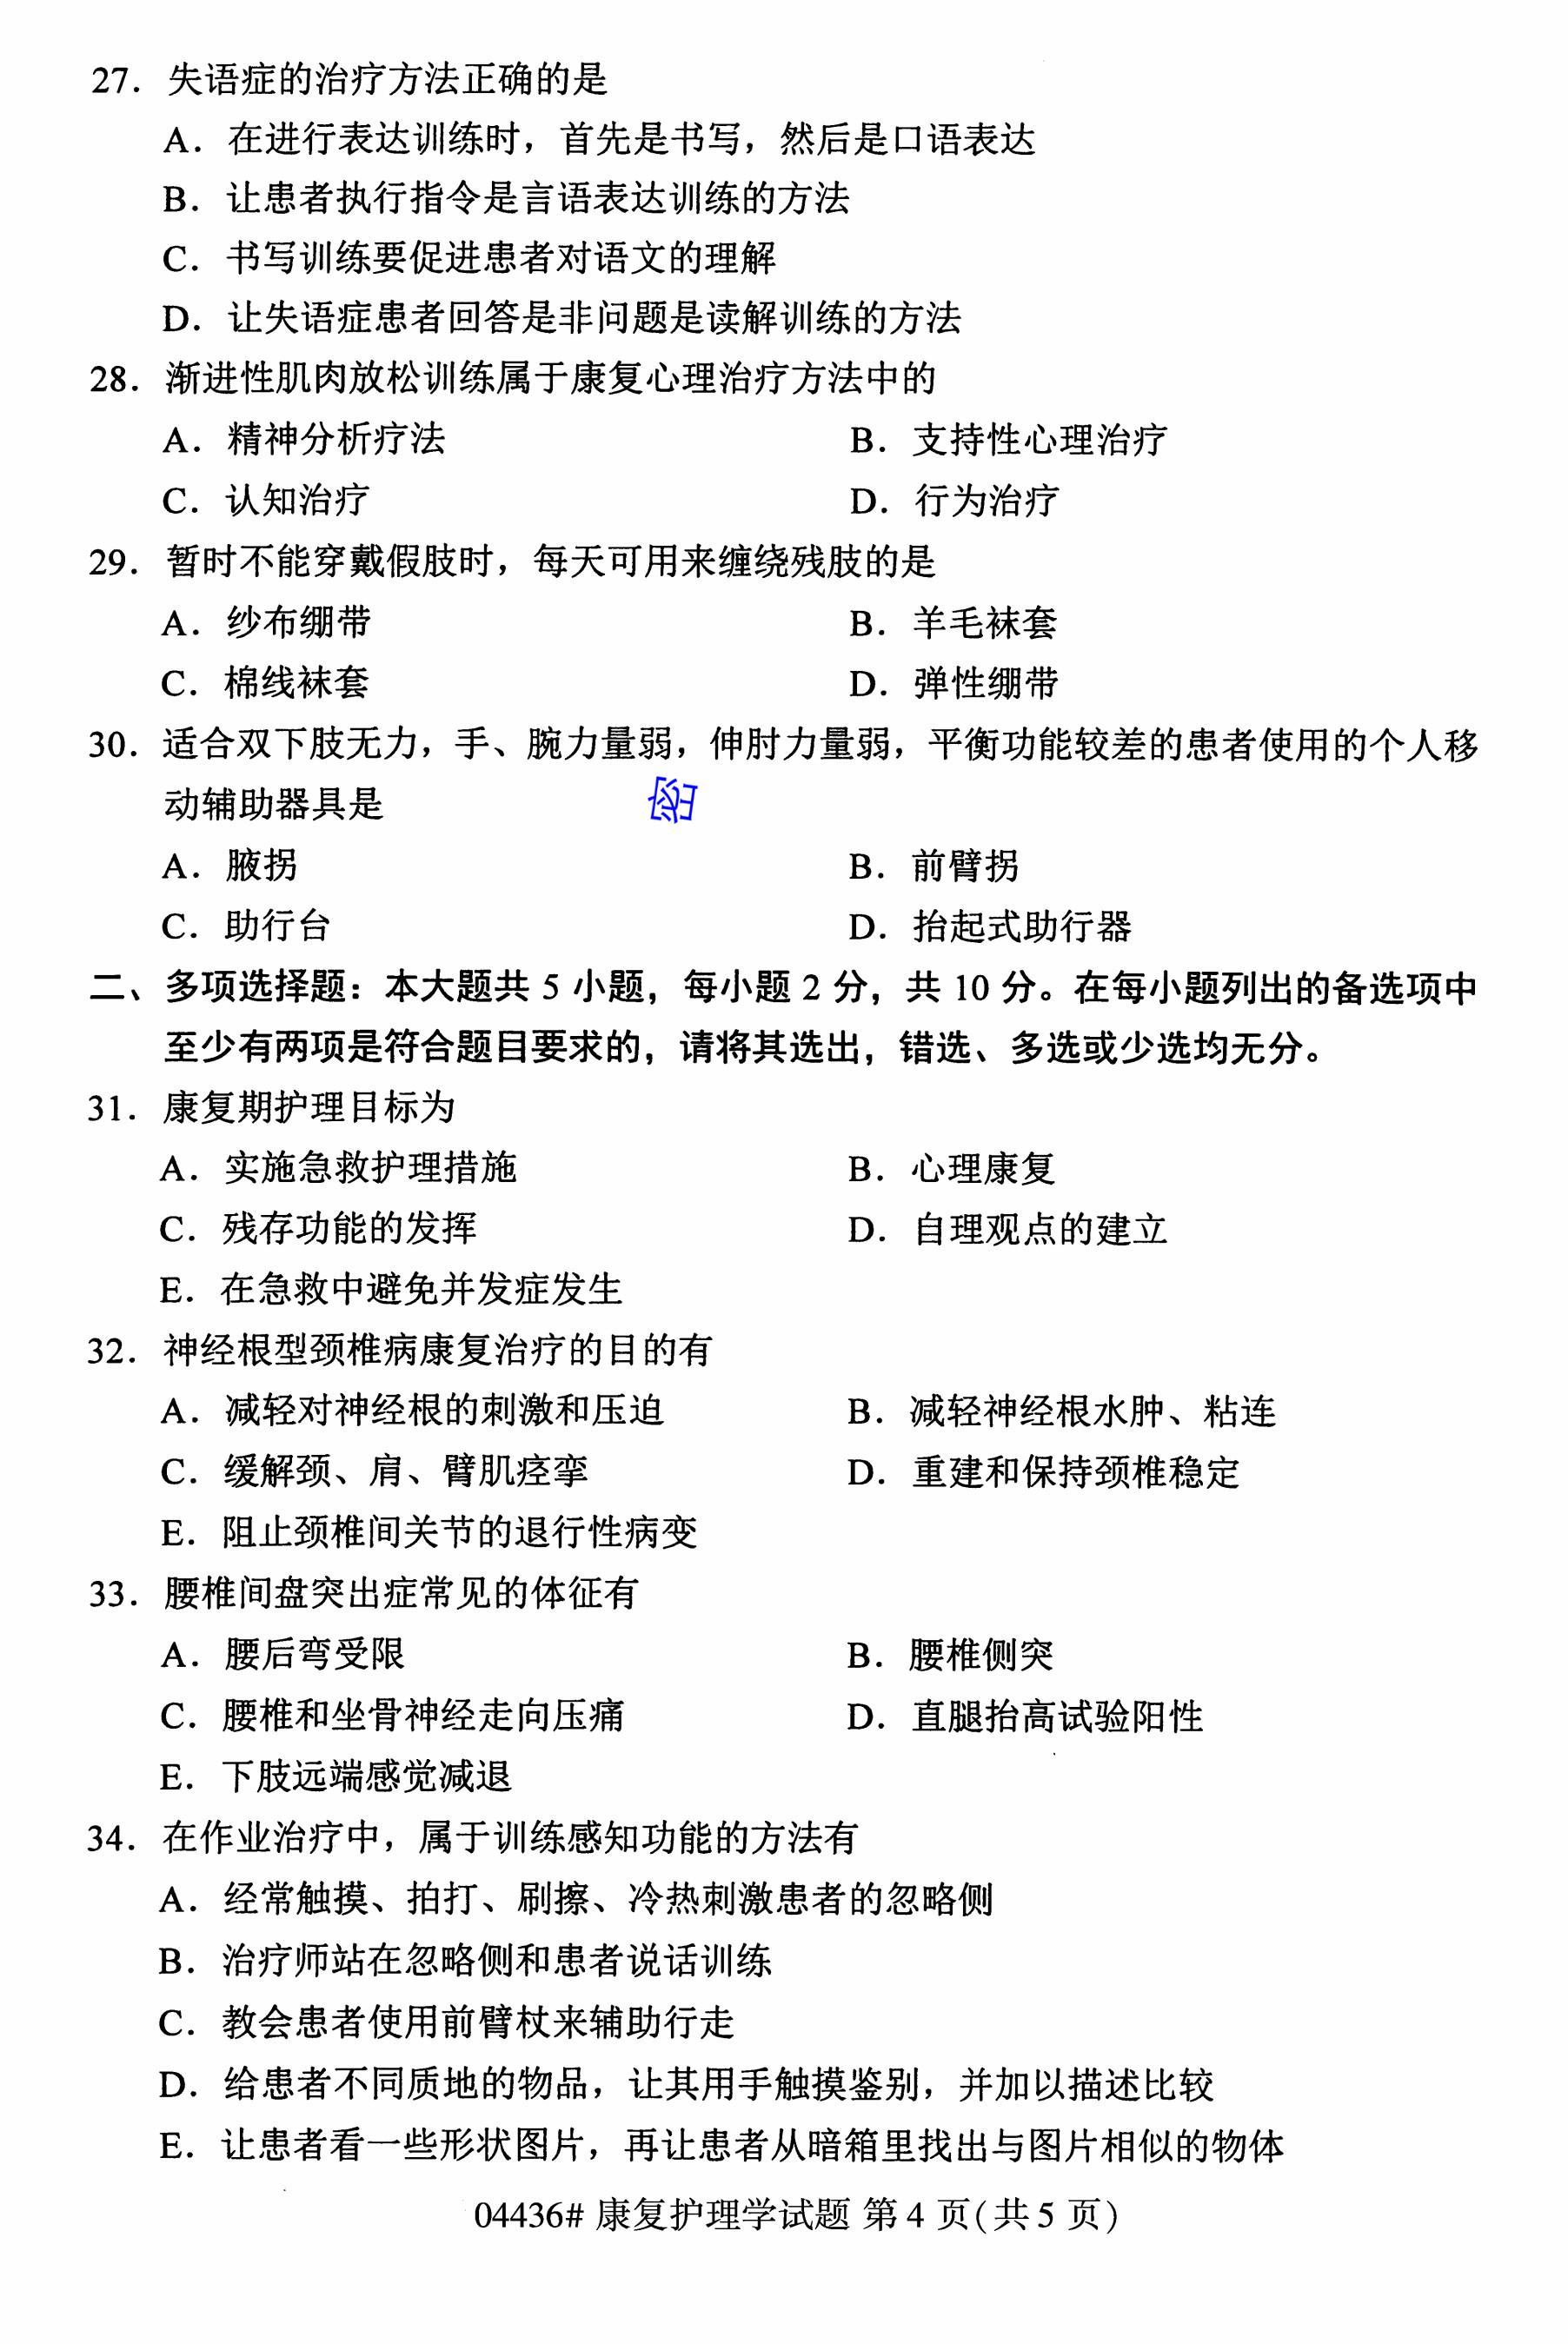 27. 失语症的治疗方法正确的是
A. 在进行表达训练时，首先是书写，然后是口语表达
B. 让患者执行指令是言语表达训练的方法
C. 书写训练要促进患者对语文的理解
D. 让失语症患者回答是非问题是读解训练的方法
28. 渐进性肌肉放松训练属于康复心理治疗方法中的
A. 精神分析疗法 B. 支持性心理治疗
C. 认知治疗 D. 行为治疗
29. 暂时不能穿戴假肢时，每天可用来缠绕残肢的是
A. 纱布绷带 B. 羊毛袜套
C. 棉线袜套 D. 弹性绷带
30. 适合双下肢无力，手、腕力量弱，伸肘力量弱，平衡功能较差的患者使用的个人移
动辅助器具是 密
A. 腋拐 B. 前臂拐
C. 助行台 D. 抬起式助行器
二、多项选择题：本大题共 5 小题，每小题 2 分，共 10 分。在每小题列出的备选项中
至少有两项是符合题目要求的，请将其选出，错选、多选或少选均无分。
31. 康复期护理目标为
A. 实施急救护理措施 B. 心理康复
C. 残存功能的发挥 D. 自理观点的建立
E. 在急救中避免并发症发生
32. 神经根型颈椎病康复治疗的目的有
A. 减轻对神经根的刺激和压迫 B. 减轻神经根水肿、粘连
C. 缓解颈、肩、臂肌痉挛 D. 重建和保持颈椎稳定
E. 阻止颈椎间关节的退行性病变
33. 腰椎间盘突出症常见的体征有
A. 腰后弯受限 B. 腰椎侧突
C. 腰椎和坐骨神经走向压痛 D. 直腿抬高试验阳性
E. 下肢远端感觉减退
34. 在作业治疗中，属于训练感知功能的方法有
A. 经常触摸、拍打、刷擦、冷热刺激患者的忽略侧
B. 治疗师站在忽略侧和患者说话训练
C. 教会患者使用前臂杖来辅助行走
D. 给患者不同质地的物品，让其用手触摸鉴别，并加以描述比较
E. 让患者看一些形状图片，再让患者从暗箱里找出与图片相似的物体
04436# 康复护理学试题 第 4 页(共 5 页)